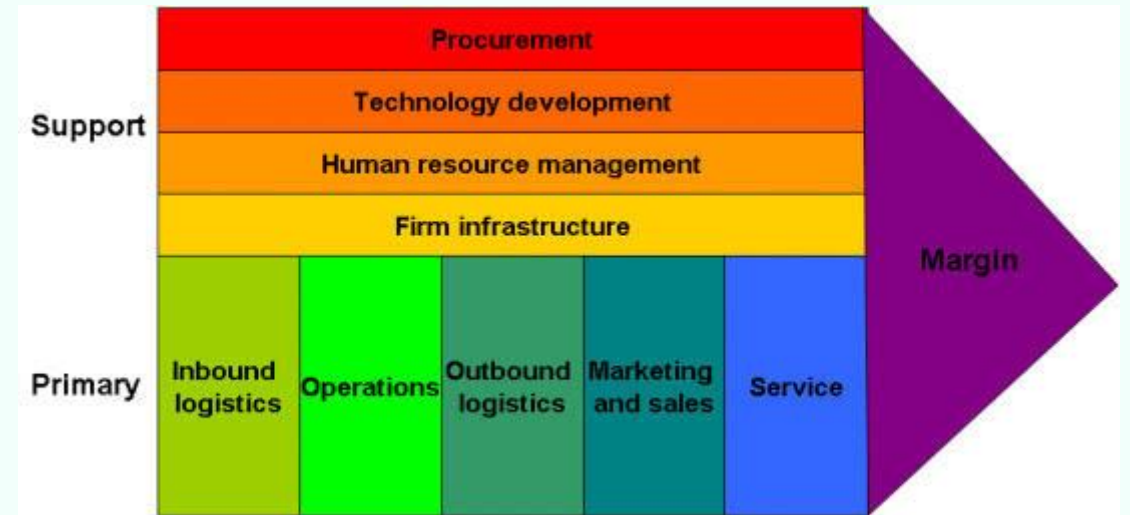 Procurement
Technology development
Support
Human resource management
Firm infrastructure
Margin
Primary
Inbound
logistics
Operations
Outbound
logistics
Marketing
and sales
Service